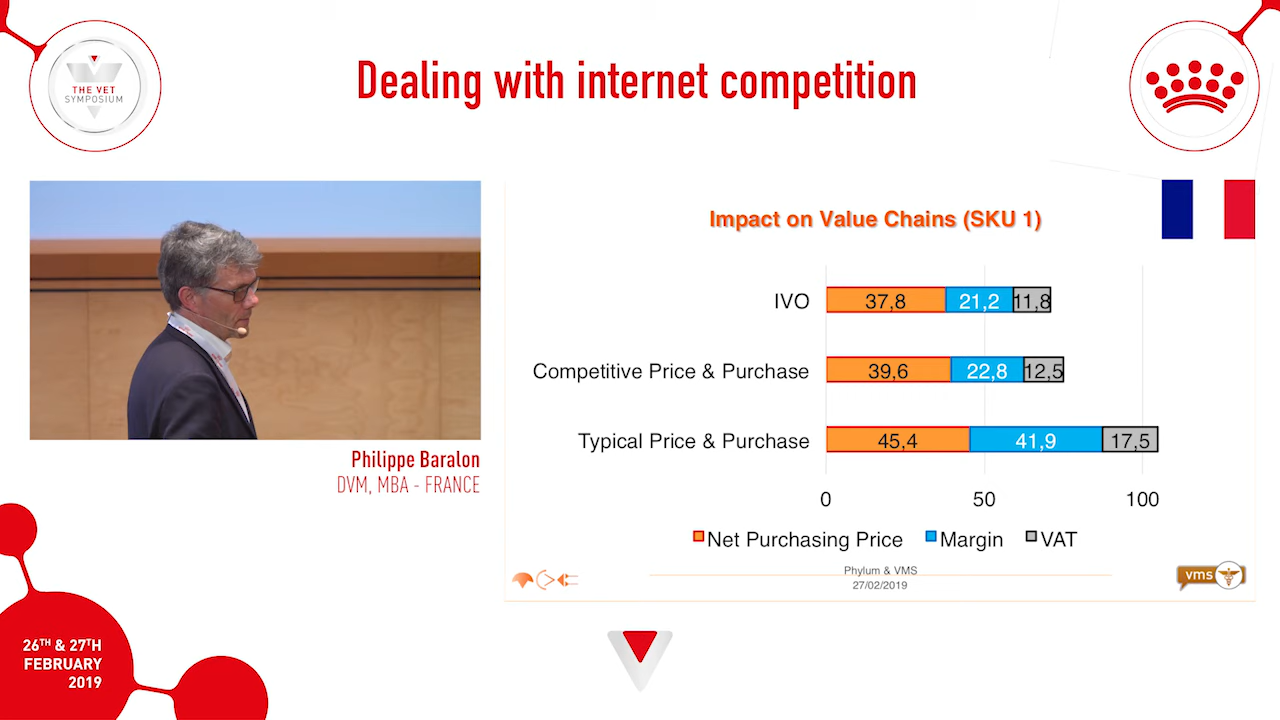 Dealing with internet competition
THE VET
SYMPOSIUM
Impact on Value Chains (SKU 1)
IVO
37,8
21,2
11,8
Competitive Price & Purchase
39,6
22,8
12,5
Typical Price & Purchase
45,4
41,9
17,5
0
50
100
Net Purchasing Price
Margin
VAT
Phylum & VMS
27/02/2019
vms
Philippe Baralon
DVM, MBA - FRANCE
26TH & 27TH
FEBRUARY
2019